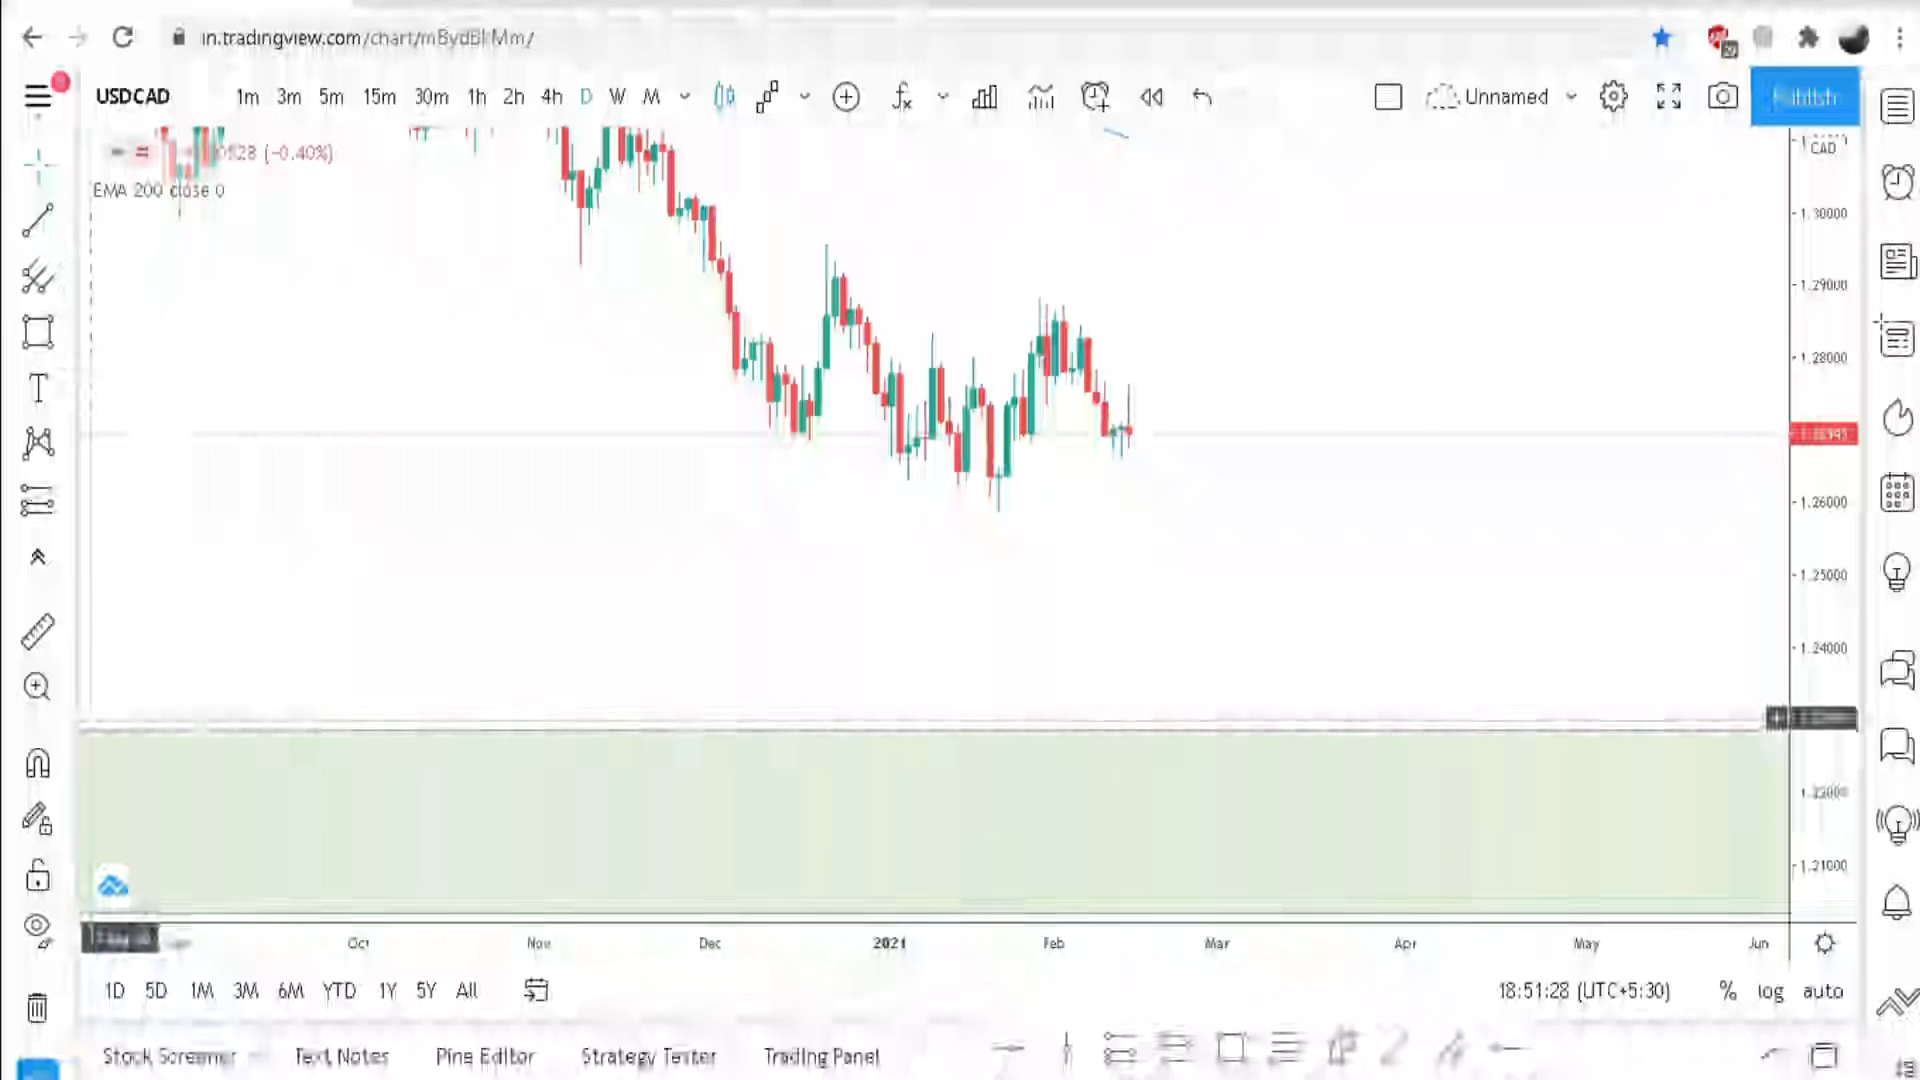 in.tradingview.com/chart/
USDCAD 1m 3m 5m 15m 30m 1h 2h 4h D W M Unnamed Publish
(−0.40%)
CAD
EMA 200 close 0
1.30000
1.29000
1.28000
1.26000
1.25000
1.24000
1.22000
1.21000
Oct Nov Dec 2021 Feb Mar Apr May Jun
1D 5D 1M 3M 6M YTD 1Y 5Y All 18:51:28 (UTC+5:30) % log auto
Stock Screener Text Notes Pine Editor Strategy Tester Trading Panel